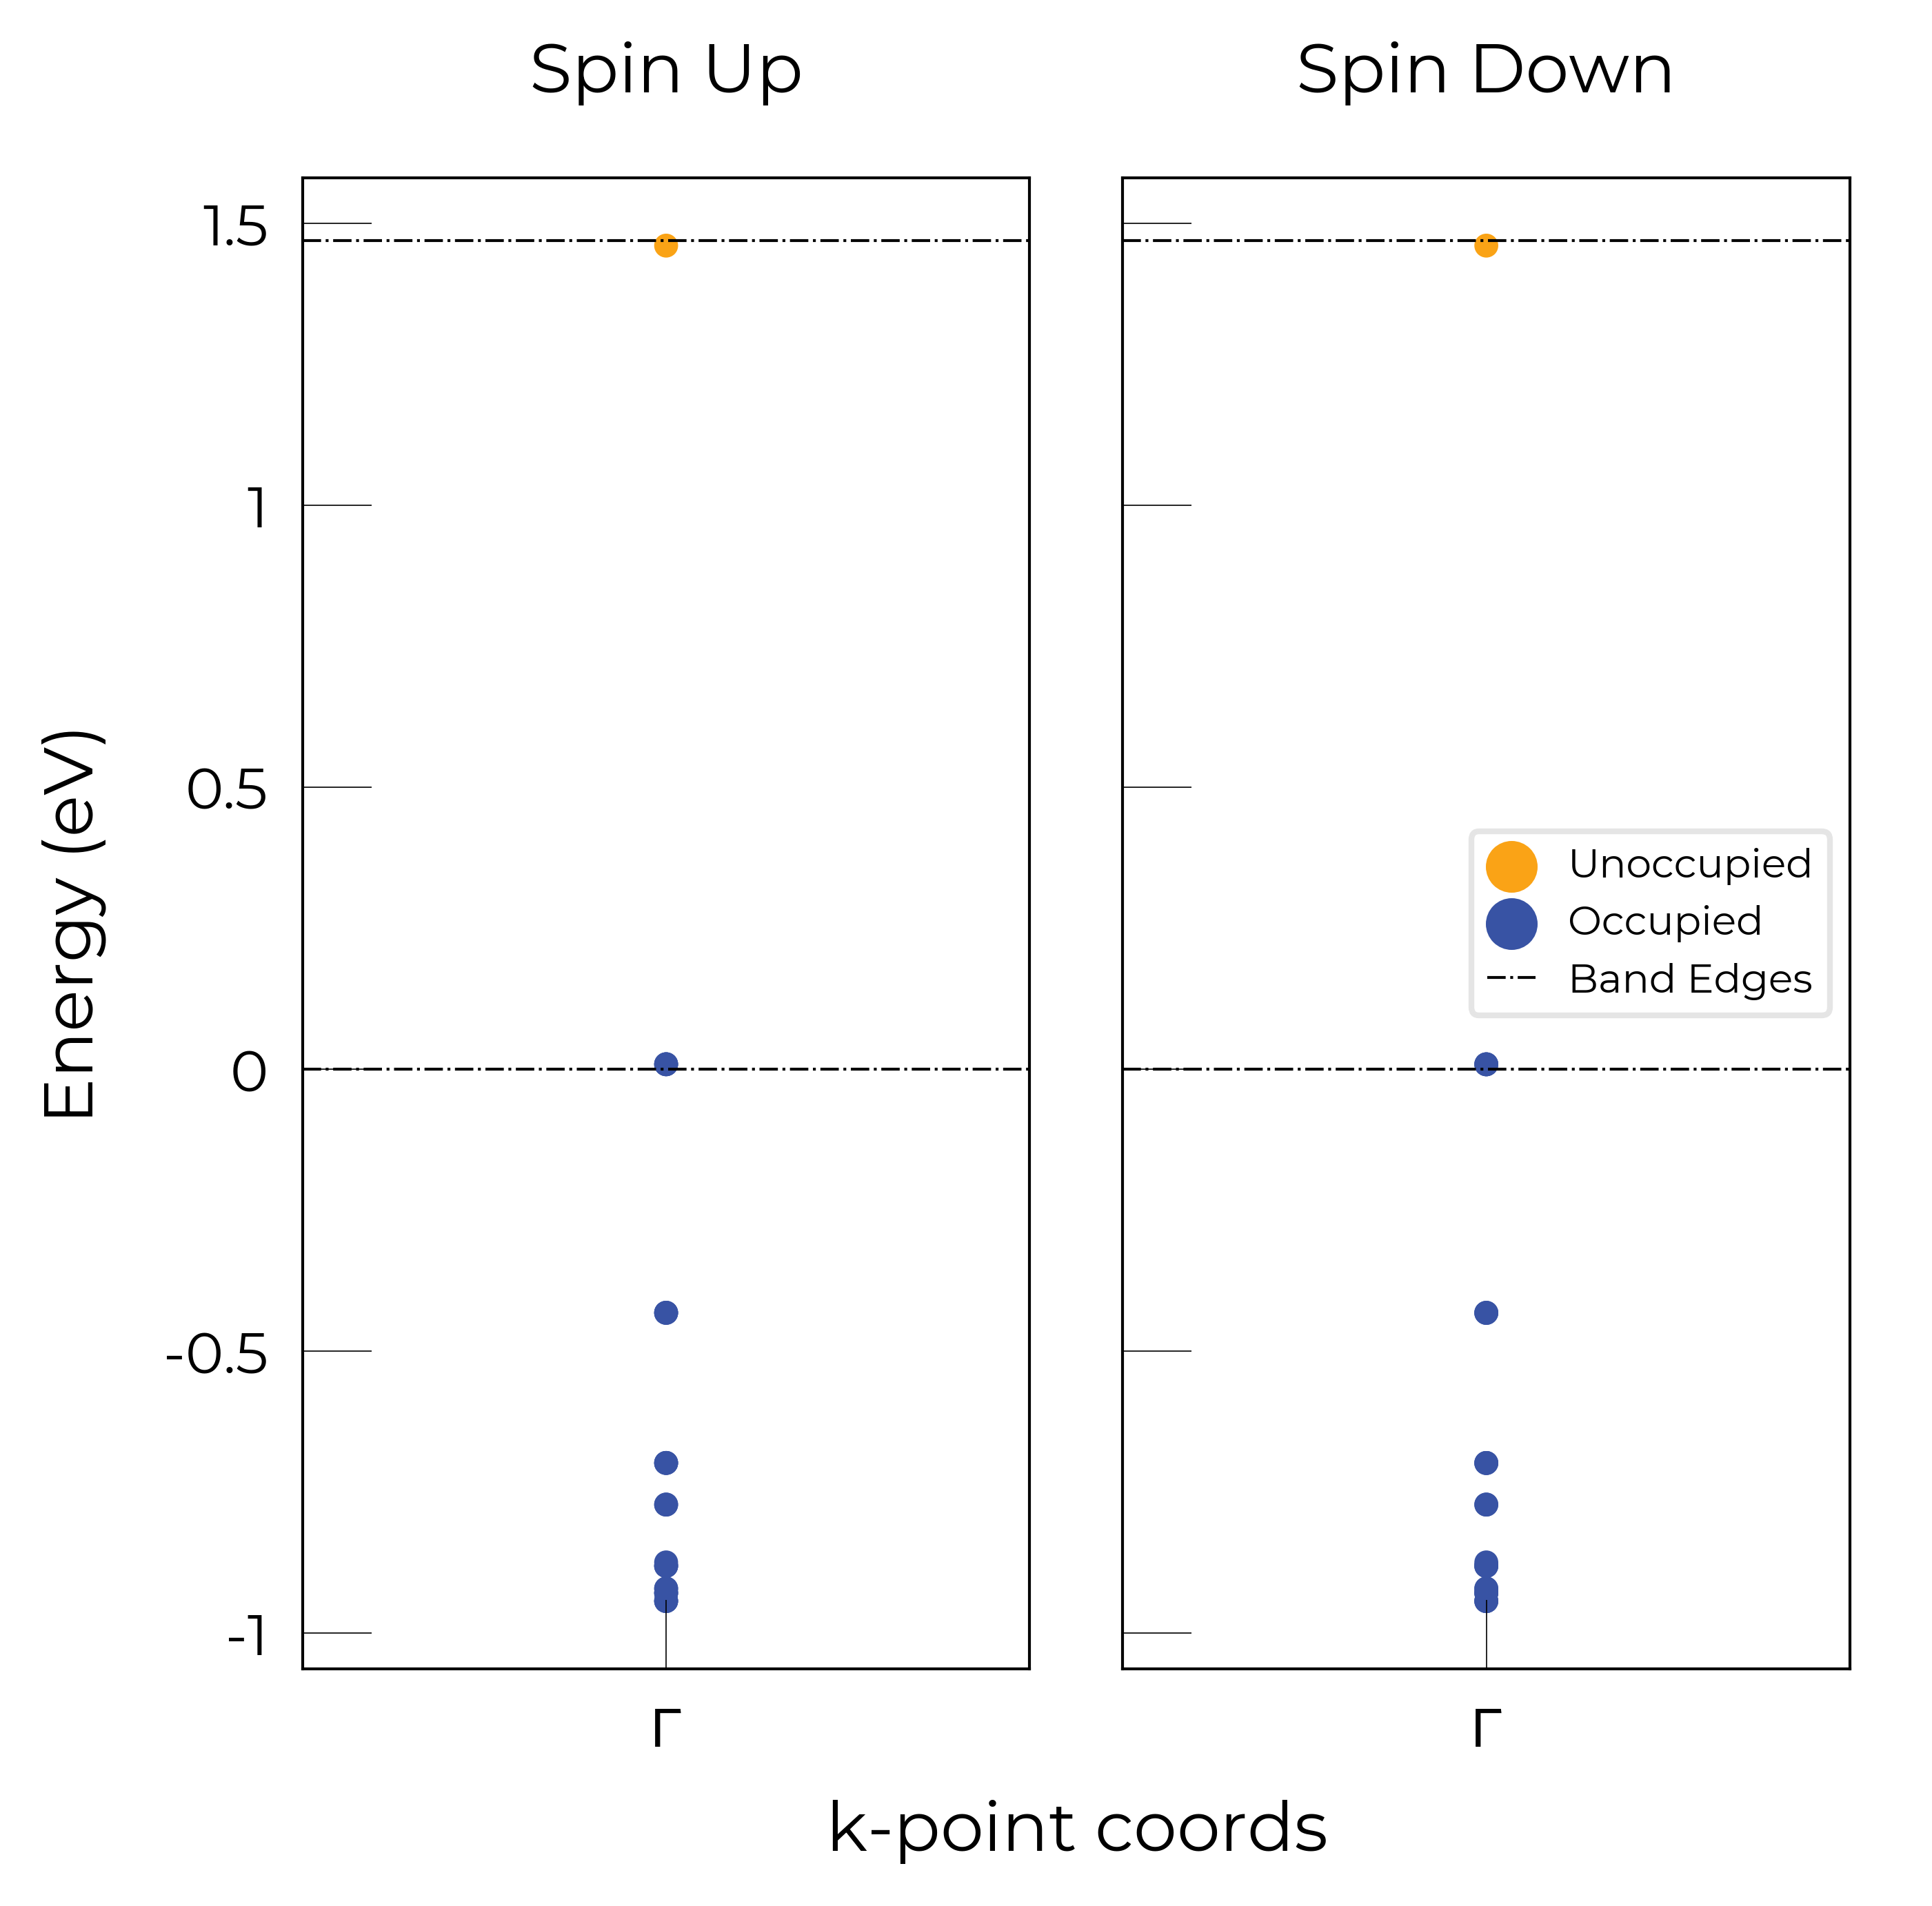 Spin Up
Spin Down
1.5
1
0.5
0
-0.5
-1
Energy (eV)
Unoccupied
Occupied
Band Edges
Γ
Γ
k-point coords